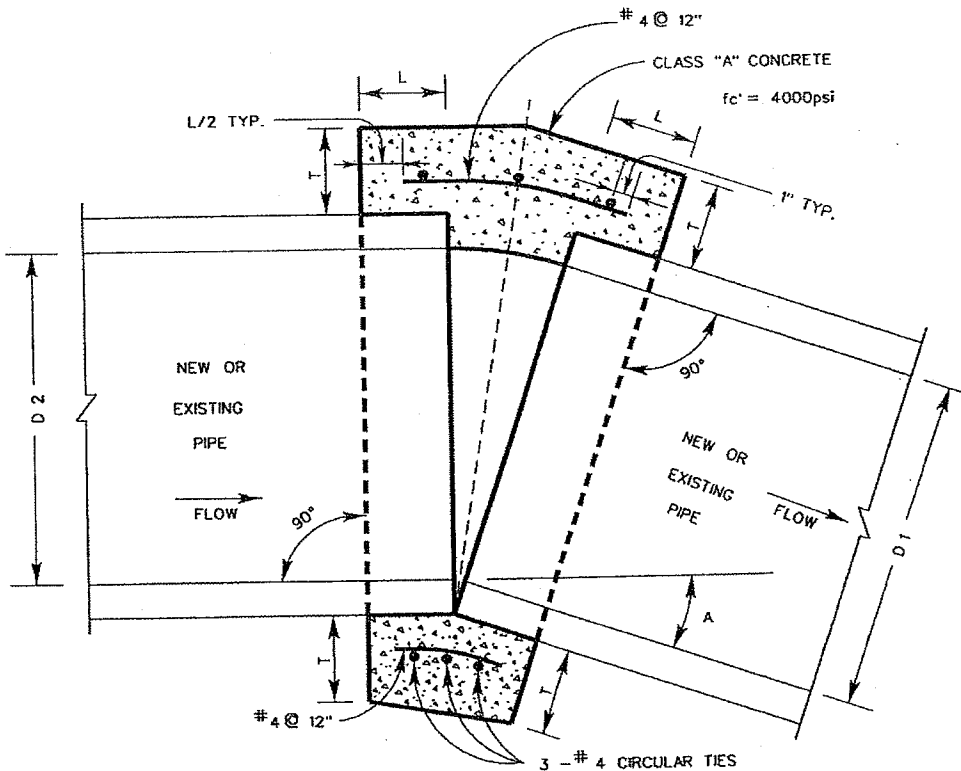 # 4 @ 12"
CLASS "A" CONCRETE
fc' = 4000psi
L
L
L/2 TYP.
T
T
1" TYP.
D 2
NEW OR
EXISTING
PIPE
FLOW
90°
90°
NEW OR
EXISTING
PIPE
FLOW
D 1
A
T
T
# 4 @ 12"
3 - # 4 CIRCULAR TIES